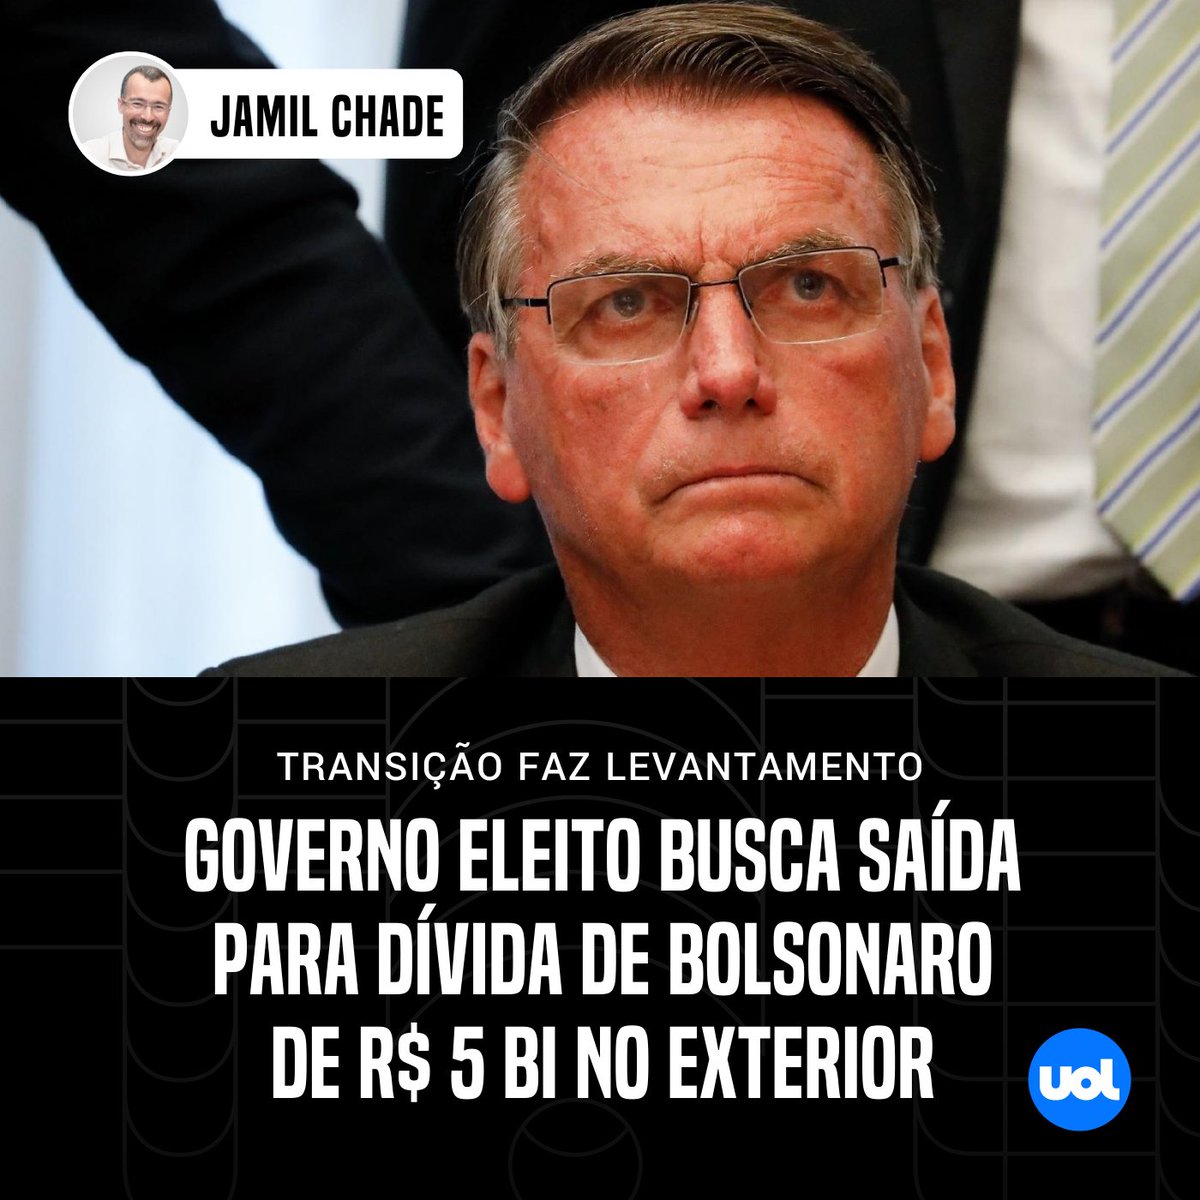 JAMIL CHADE
TRANSIÇÃO FAZ LEVANTAMENTO
GOVERNO ELEITO BUSCA SAÍDA
PARA DÍVIDA DE BOLSONARO
DE R$ 5 BI NO EXTERIOR
uol